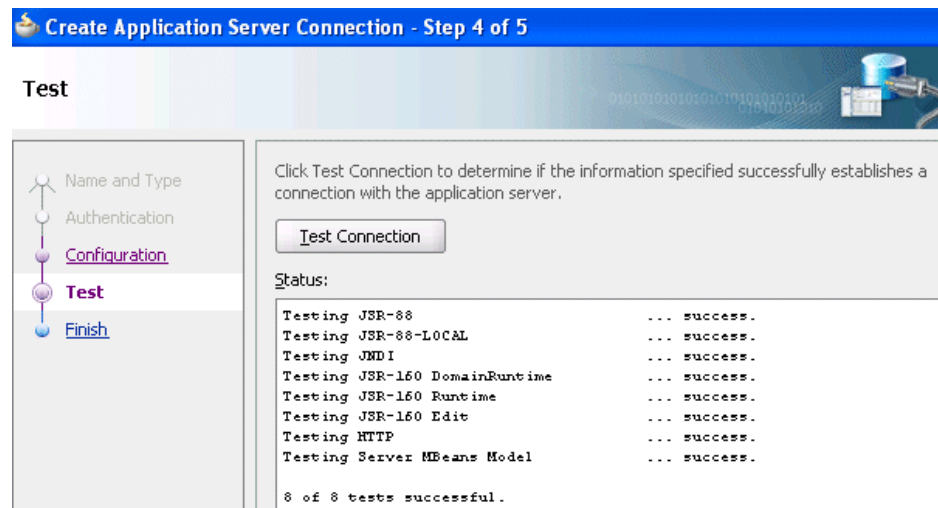 Create Application Server Connection - Step 4 of 5
Test
Name and Type
Authentication
Configuration
Test
Finish
Click Test Connection to determine if the information specified successfully establishes a
connection with the application server.
Test Connection
Status:
Testing JSR-88 ... success.
Testing JSR-88-LOCAL ... success.
Testing JNDI ... success.
Testing JSR-160 DomainRuntime ... success.
Testing JSR-160 Runtime ... success.
Testing JSR-160 Edit ... success.
Testing HTTP ... success.
Testing Server MBeans Model ... success.
8 of 8 tests successful.